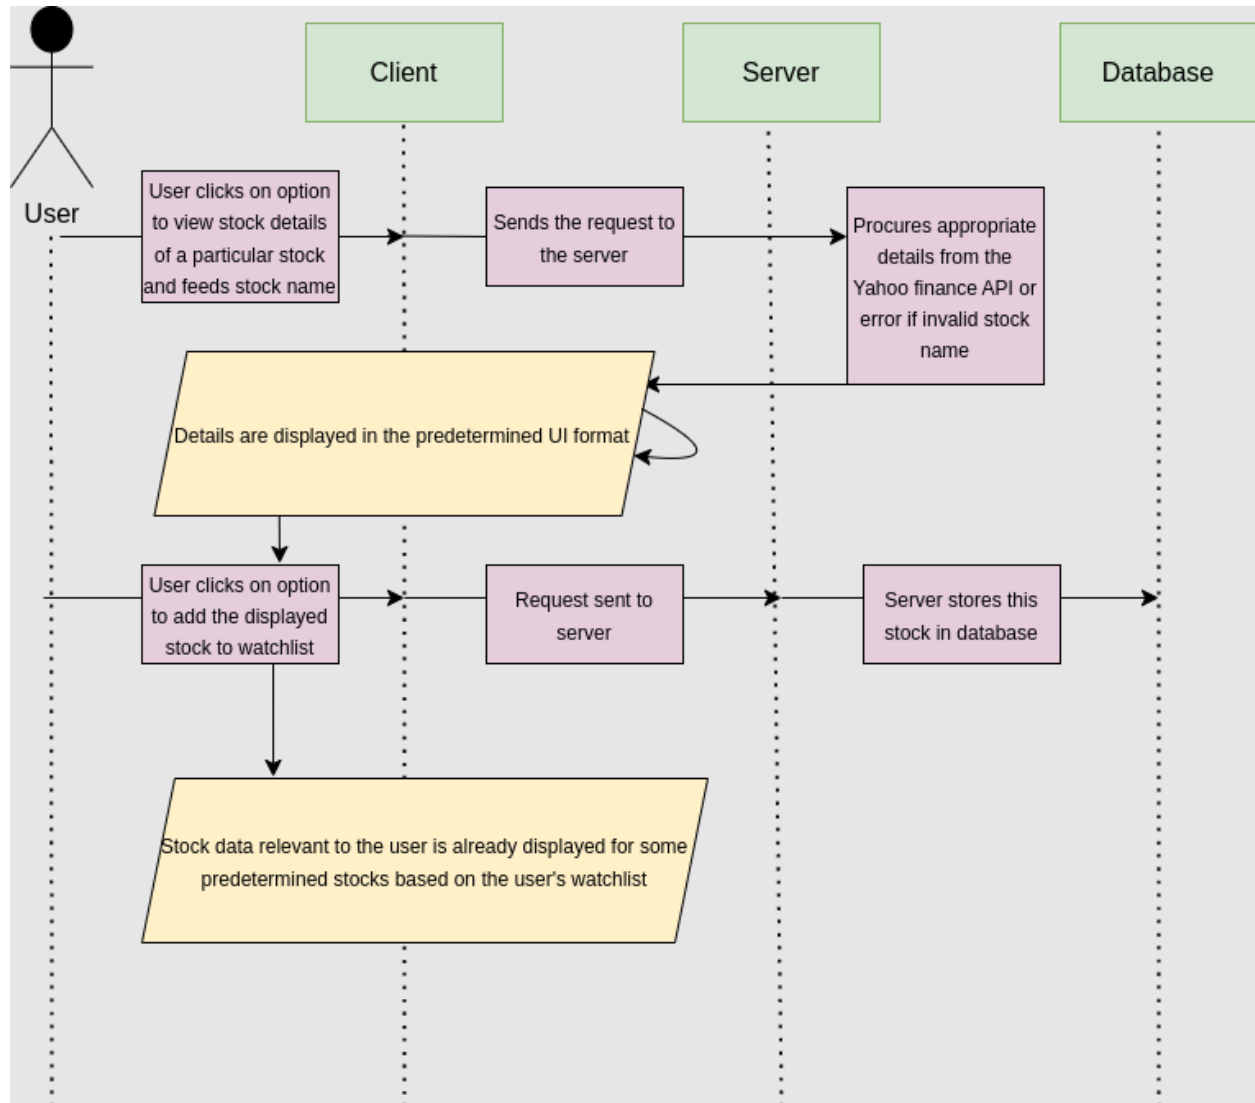 Client
Server
Database
User
User clicks on option
to view stock details
of a particular stock
and feeds stock name
Sends the request to
the server
Procures appropriate
details from the
Yahoo finance API or
error if invalid stock
name
Details are displayed in the predetermined UI format
User clicks on option
to add the displayed
stock to watchlist
Request sent to
server
Server stores this
stock in database
Stock data relevant to the user is already displayed for some
predetermined stocks based on the user's watchlist